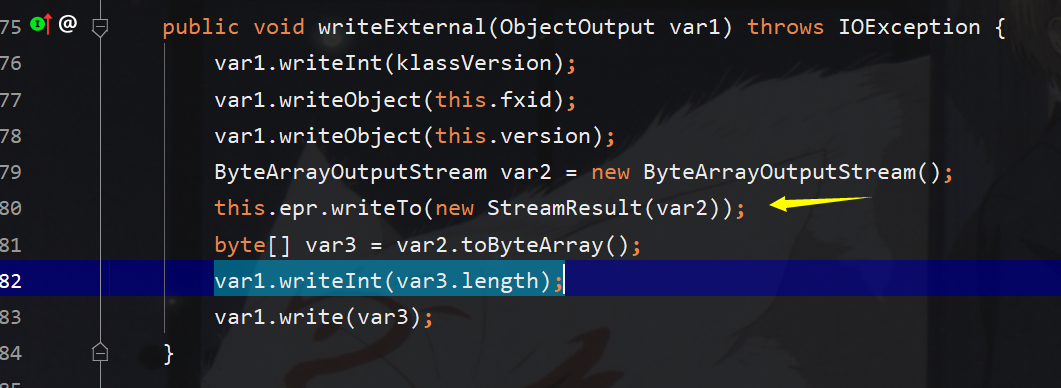 75 @ public void writeExternal(ObjectOutput var1) throws IOException {
76 var1.writeInt(klassVersion);
77 var1.writeObject(this.fxid);
78 var1.writeObject(this.version);
79 ByteArrayOutputStream var2 = new ByteArrayOutputStream();
80 this.epr.writeTo(new StreamResult(var2));
81 byte[] var3 = var2.toByteArray();
82 var1.writeInt(var3.length);
83 var1.write(var3);
84 }